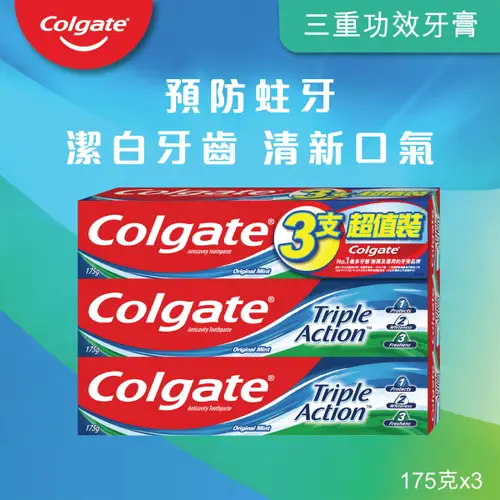 Colgate®
三重功效牙膏
預防蛀牙
潔白牙齒 清新口氣
Colgate®
Anticavity Toothpaste
175g
Original Mint
3支 超值裝
Colgate®
Colgate®
Anticavity Toothpaste
175g
Original Mint
Triple Action™
1 Protects
2 Whitens
3 Freshens
Colgate®
Anticavity Toothpaste
175g
Original Mint
Triple Action™
1 Protects
2 Whitens
3 Freshens
175克x3